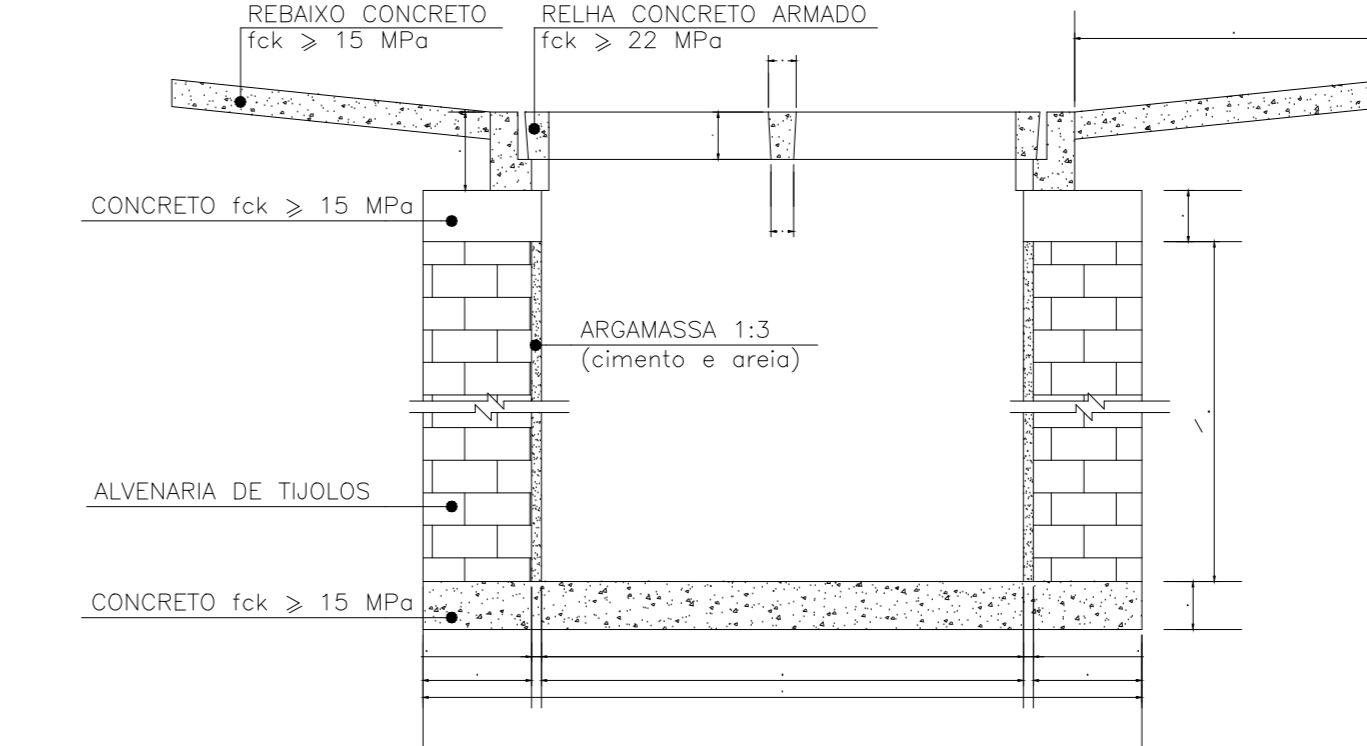 REBAIXO CONCRETO
fck ⩾ 15 MPa
RELHA CONCRETO ARMADO
fck ⩾ 22 MPa
CONCRETO fck ⩾ 15 MPa
ARGAMASSA 1:3
(cimento e areia)
ALVENARIA DE TIJOLOS
CONCRETO fck ⩾ 15 MPa